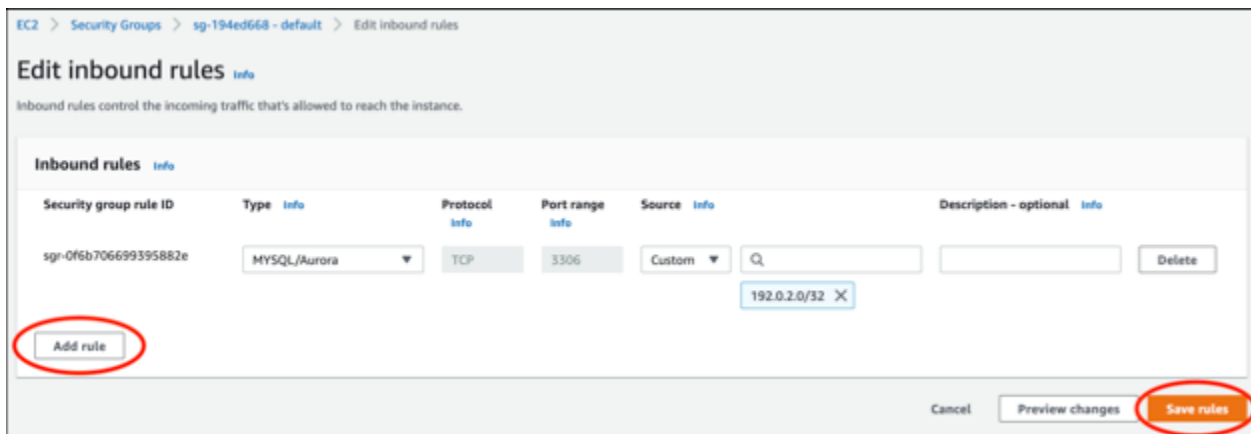 EC2 > Security Groups > sg-194ed668 - default > Edit inbound rules
Edit inbound rules Info
Inbound rules control the incoming traffic that's allowed to reach the instance.
Inbound rules Info
Security group rule ID Type Info Protocol Info Port range Info Source Info Description - optional Info
sgr-0f6b706699395882e MYSQL/Aurora TCP 3306 Custom Delete
192.0.2.0/32 X
Add rule
Cancel Preview changes Save rules